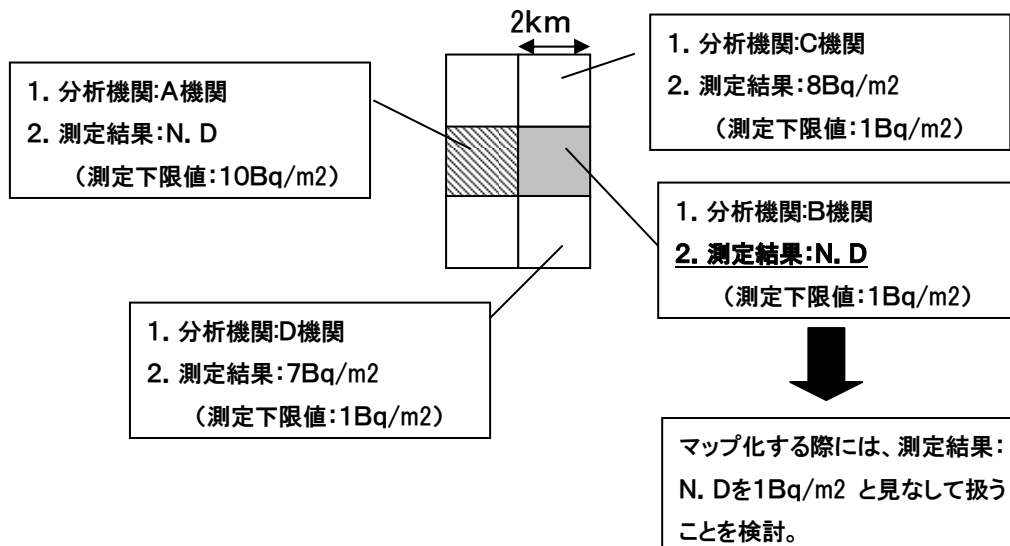 2km
1. 分析機関:C機関
2. 測定結果:8Bq/m2
(測定下限値:1Bq/m2)
1. 分析機関:A機関
2. 測定結果:N. D
(測定下限値:10Bq/m2)
1. 分析機関:B機関
2. 測定結果:N. D
(測定下限値:1Bq/m2)
1. 分析機関:D機関
2. 測定結果:7Bq/m2
(測定下限値:1Bq/m2)
マップ化する際には、測定結果:
N. Dを1Bq/m2 と見なして扱う
ことを検討。